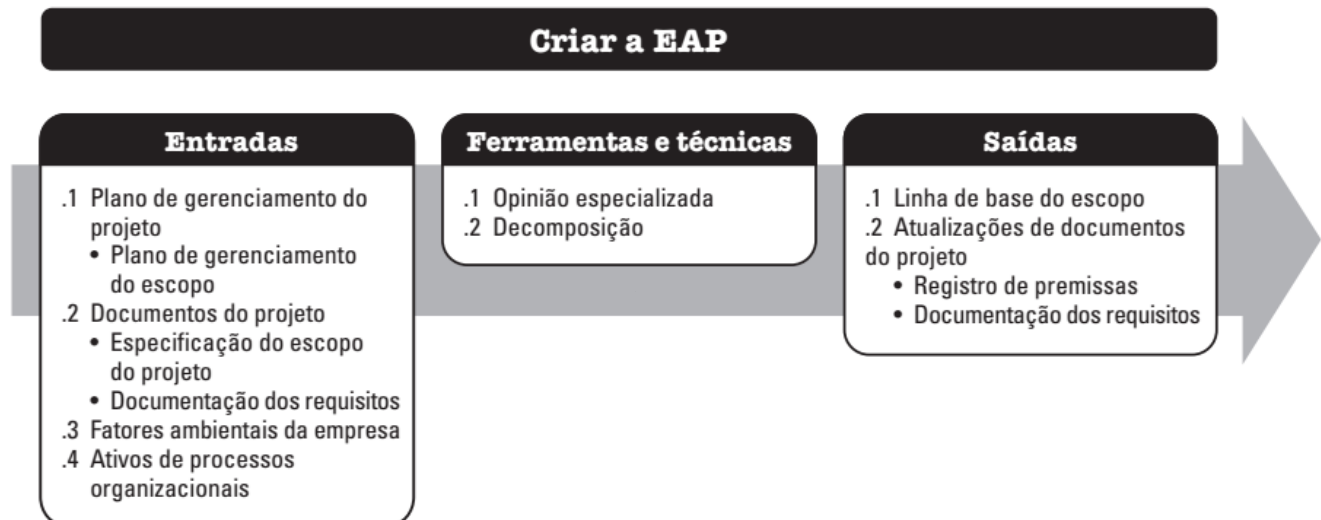 Criar a EAP
Entradas
.1 Plano de gerenciamento do
projeto
• Plano de gerenciamento
do escopo
.2 Documentos do projeto
• Especificação do escopo
do projeto
• Documentação dos requisitos
.3 Fatores ambientais da empresa
.4 Ativos de processos
organizacionais
Ferramentas e técnicas
.1 Opinião especializada
.2 Decomposição
Saídas
.1 Linha de base do escopo
.2 Atualizações de documentos
do projeto
• Registro de premissas
• Documentação dos requisitos